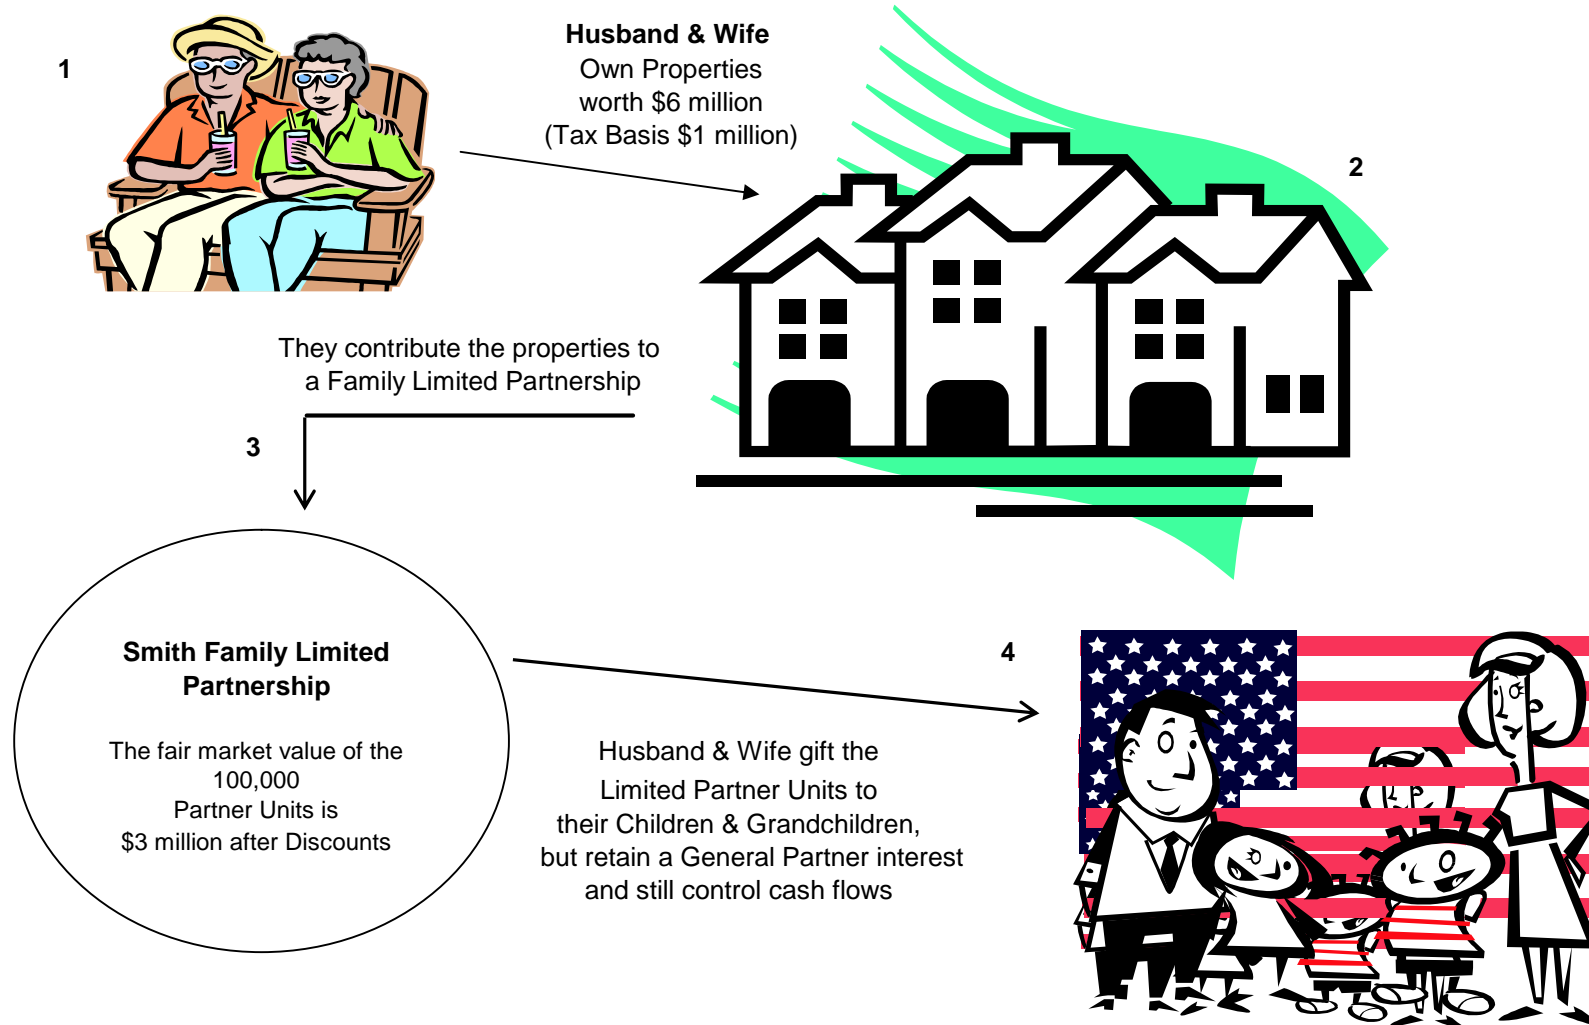 1
Husband & Wife
Own Properties
worth $6 million
(Tax Basis $1 million)
2
They contribute the properties to
a Family Limited Partnership
3
Smith Family Limited
Partnership
The fair market value of the
100,000
Partner Units is
$3 million after Discounts
4
Husband & Wife gift the
Limited Partner Units to
their Children & Grandchildren,
but retain a General Partner interest
and still control cash flows